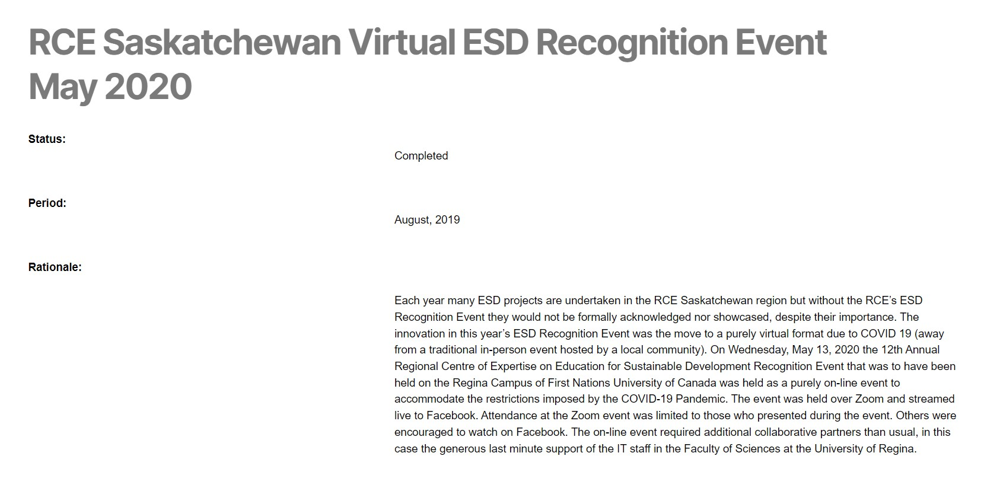 RCE Saskatchewan Virtual ESD Recognition Event
May 2020
Status:
Completed
Period:
August, 2019
Rationale:
Each year many ESD projects are undertaken in the RCE Saskatchewan region but without the RCE’s ESD
Recognition Event they would not be formally acknowledged nor showcased, despite their importance. The
innovation in this year’s ESD Recognition Event was the move to a purely virtual format due to COVID 19 (away
from a traditional in-person event hosted by a local community). On Wednesday, May 13, 2020 the 12th Annual
Regional Centre of Expertise on Education for Sustainable Development Recognition Event that was to have been
held on the Regina Campus of First Nations University of Canada was held as a purely on-line event to
accommodate the restrictions imposed by the COVID-19 Pandemic. The event was held over Zoom and streamed
live to Facebook. Attendance at the Zoom event was limited to those who presented during the event. Others were
encouraged to watch on Facebook. The on-line event required additional collaborative partners than usual, in this
case the generous last minute support of the IT staff in the Faculty of Sciences at the University of Regina.